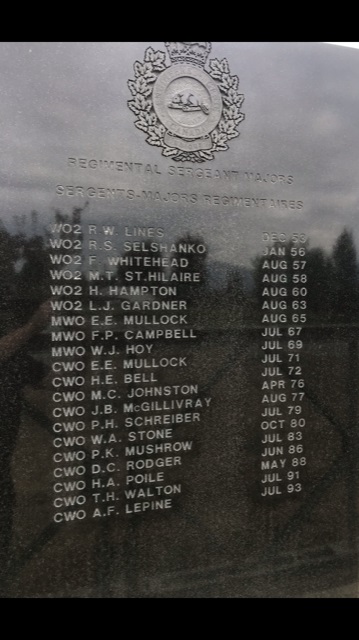 REGIMENTAL SERGEANT MAJORS
SERGENTS-MAJORS REGIMENTAIRES
WO2 R.W. LINES DEC 53
WO2 R.S. SELSHANKO JAN 56
WO2 F. WHITEHEAD AUG 57
WO2 M.T. ST.HILAIRE AUG 58
WO2 H. HAMPTON AUG 60
WO2 L.J. GARDNER AUG 63
MWO E.E. MULLOCK AUG 65
MWO F.P. CAMPBELL JUL 67
MWO W.J. HOY JUL 69
CWO E.E. MULLOCK JUL 71
CWO H.E. BELL JUL 72
CWO M.C. JOHNSTON APR 76
CWO J.B. McGILLIVRAY AUG 77
CWO P.H. SCHREIBER JUL 79
CWO W.A. STONE OCT 80
CWO P.K. MUSHROW JUL 83
CWO D.C. RODGER JUN 86
CWO H.A. POILE MAY 88
CWO T.H. WALTON JUL 91
CWO A.F. LEPINE JUL 93